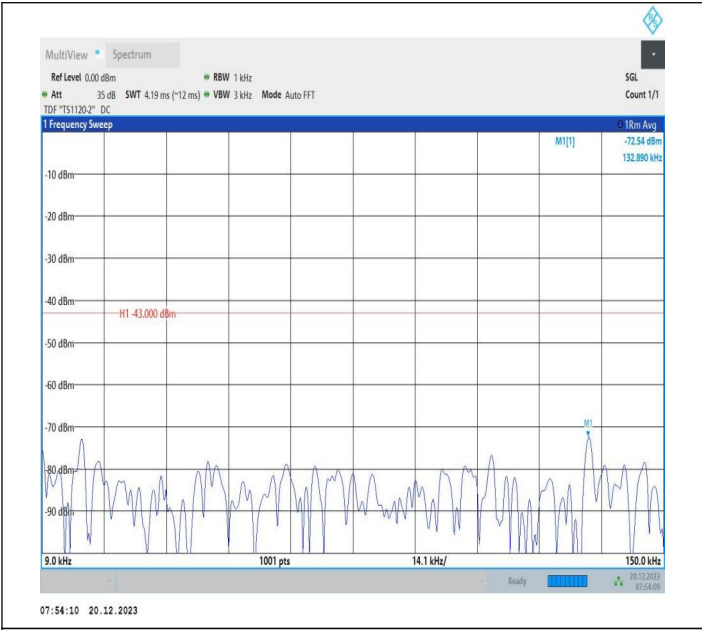 R&S
MultiView Spectrum
Ref Level 0.00 dBm RBW 1 kHz SGL
Att 35 dB SWT 4.19 ms (~12 ms) VBW 3 kHz Mode Auto FFT Count 1/1
TDF "TS1120-2" DC
1 Frequency Sweep 1Rm Avg
M1[1] -72.54 dBm
132.890 kHz
-10 dBm
-20 dBm
-30 dBm
-40 dBm
H1 -43.000 dBm
-50 dBm
-60 dBm
-70 dBm
M1
-80 dBm
-90 dBm
9.0 kHz 1001 pts 14.1 kHz/ 150.0 kHz
Ready 20.12.2023
07:54:09
07:54:10 20.12.2023